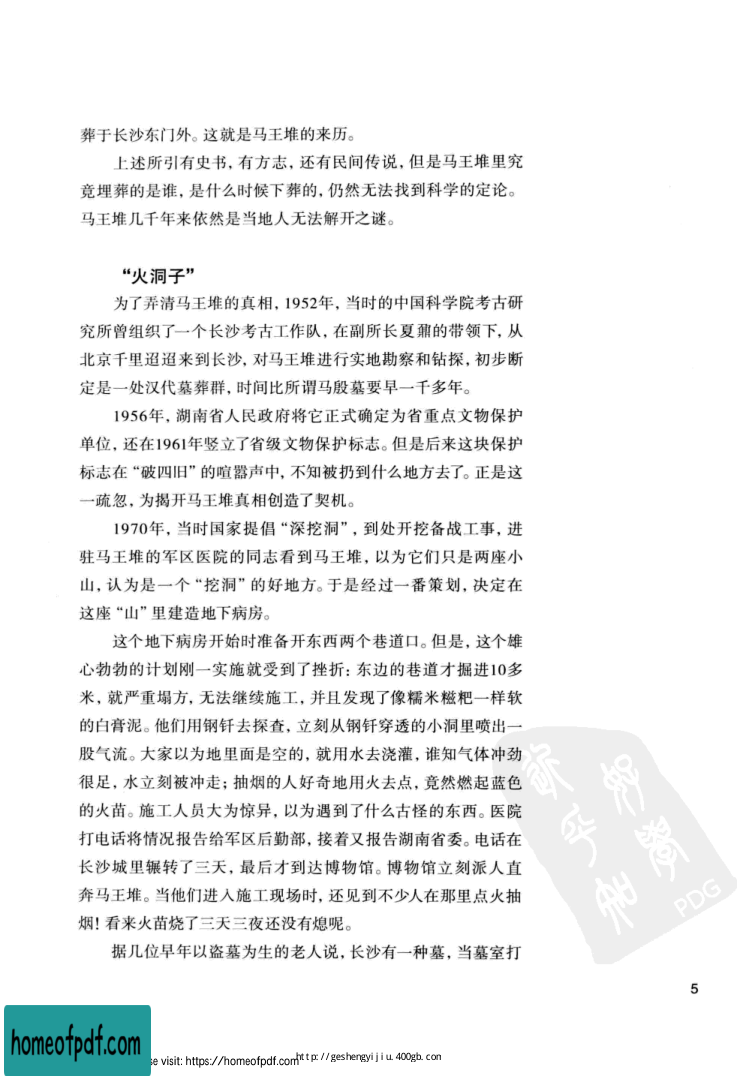 葬于长沙东门外。这就是马王堆的来历。
上述所引有史书，有方志，还有民间传说，但是马王堆里究
竟埋葬的是谁，是什么时候下葬的，仍然无法找到科学的定论。
马王堆几千年来依然是当地人无法解开之谜。
“火洞子”
为了弄清马王堆的真相，1952年，当时的中国科学院考古研
究所曾组织了一个长沙考古工作队，在副所长夏鼐的带领下，从
北京千里迢迢来到长沙，对马王堆进行实地勘察和钻探，初步断
定是一处汉代墓葬群，时间比所谓马殷墓要早一千多年。
1956年，湖南省人民政府将它正式确定为省重点文物保护
单位，还在1961年竖立了省级文物保护标志。但是后来这块保护
标志在“破四旧”的喧嚣声中，不知被扔到什么地方去了。正是这
一疏忽，为揭开马王堆真相创造了契机。
1970年，当时国家提倡“深挖洞”，到处开挖备战工事，进
驻马王堆的军区医院的同志看到马王堆，以为它们只是两座小
山，认为是一个“挖洞”的好地方。于是经过一番策划，决定在
这座“山”里建造地下病房。
这个地下病房开始时准备开东西两个巷道口。但是，这个雄
心勃勃的计划刚一实施就受到了挫折：东边的巷道才掘进10多
米，就严重塌方，无法继续施工，并且发现了像糯米糍粑一样软
的白膏泥。他们用钢钎去探查，立刻从钢钎穿透的小洞里喷出一
股气流。大家以为地里面是空的，就用水去浇灌，谁知气体冲劲
很足，水立刻被冲走；抽烟的人好奇地用火去点，竟然燃起蓝色
的火苗。施工人员大为惊异，以为遇到了什么古怪的东西。医院
打电话将情况报告给军区后勤部，接着又报告湖南省委。电话在
长沙城里辗转了三天，最后才到达博物馆。博物馆立刻派人直
奔马王堆。当他们进入施工现场时，还见到不少人在那里点火抽
烟！看来火苗烧了三天三夜还没有熄呢。
据几位早年以盗墓为生的老人说，长沙有一种墓，当墓室打
PDG
5
homeofpdf.com
se visit: https://homeofpdf.com
http://geshengyijiu.400gb.com